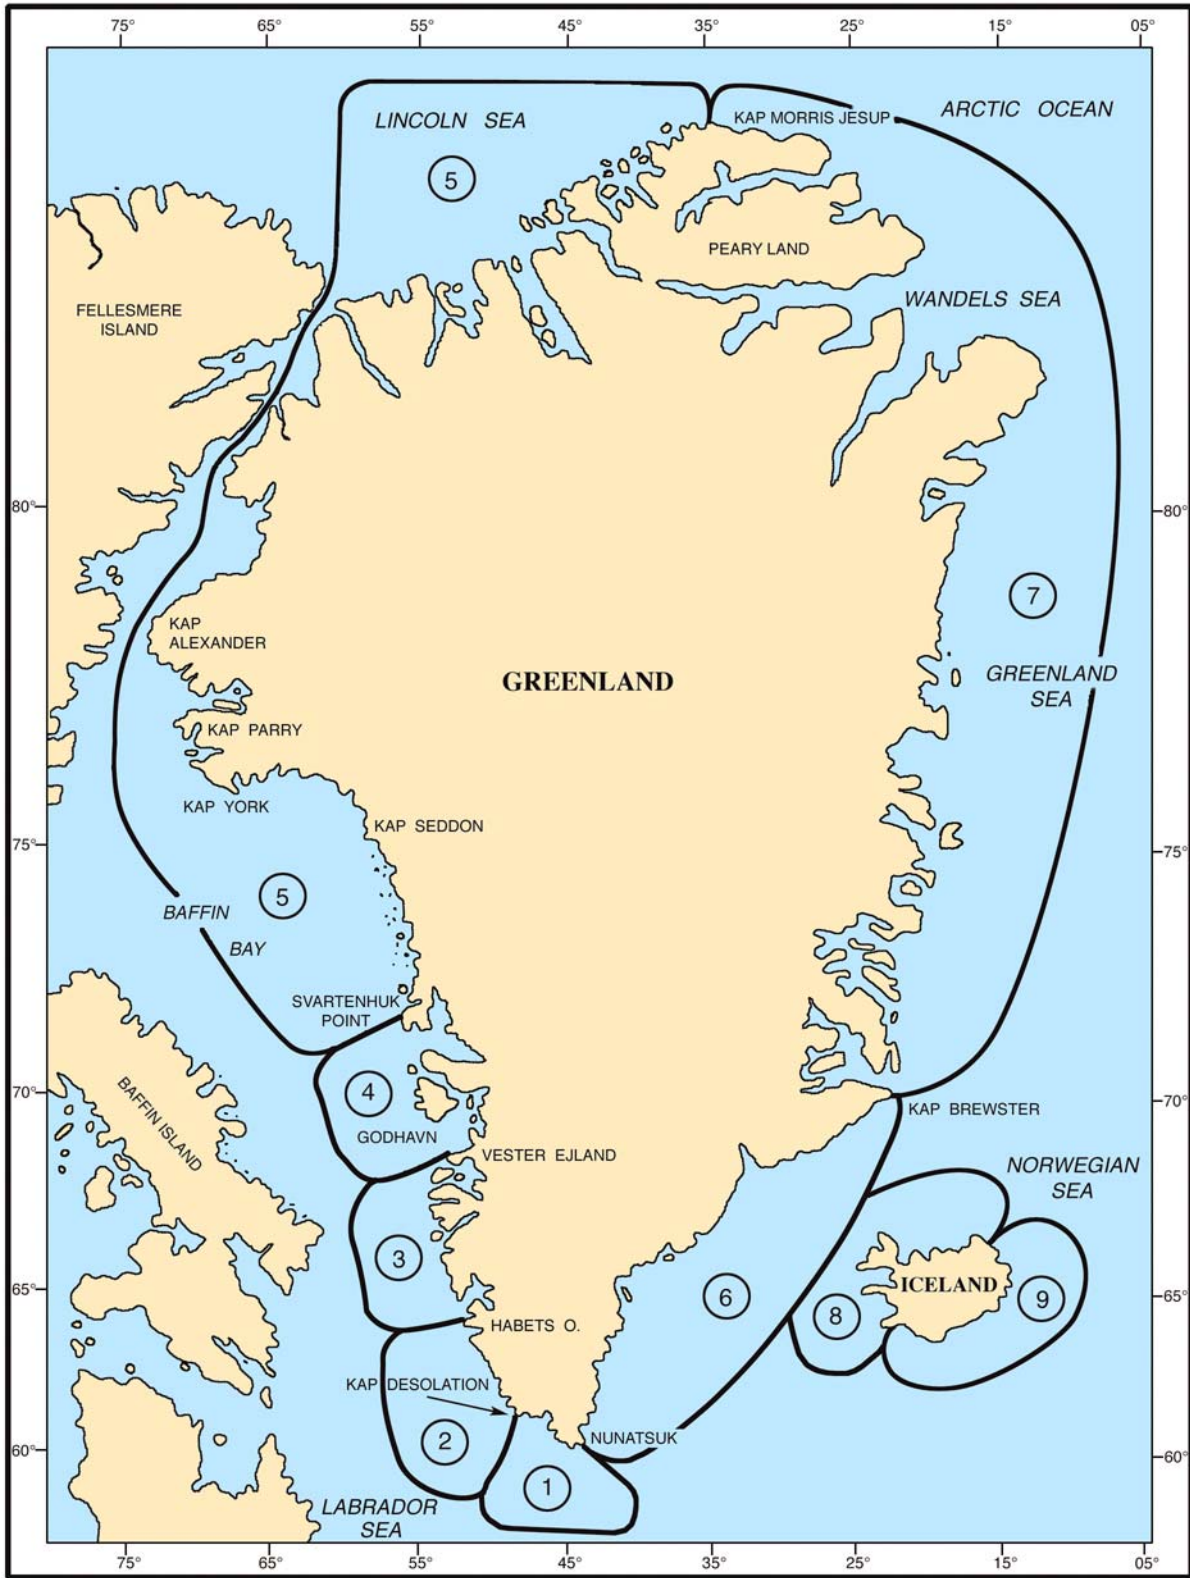 75° 65° 55° 45° 35° 25° 15° 05°
LINCOLN SEA
KAP MORRIS JESUP
ARCTIC OCEAN
5
PEARY LAND
WANDELS SEA
FELLESMERE
ISLAND
80° 80°
7
KAP
ALEXANDER
GREENLAND
GREENLAND
SEA
KAP PARRY
KAP YORK
KAP SEDDON
75° 75°
5
BAFFIN
BAY
SVARTENHUK
POINT
70° 70°
4
KAP BREWSTER
BAFFIN ISLAND
GODHAVN
VESTER EJLAND
NORWEGIAN
SEA
3
ICELAND
65° 65°
6
8
9
HABETS O.
KAP DESOLATION
2
NUNATSUK
60° 60°
1
LABRADOR
SEA
75° 65° 55° 45° 35° 25° 15° 05°